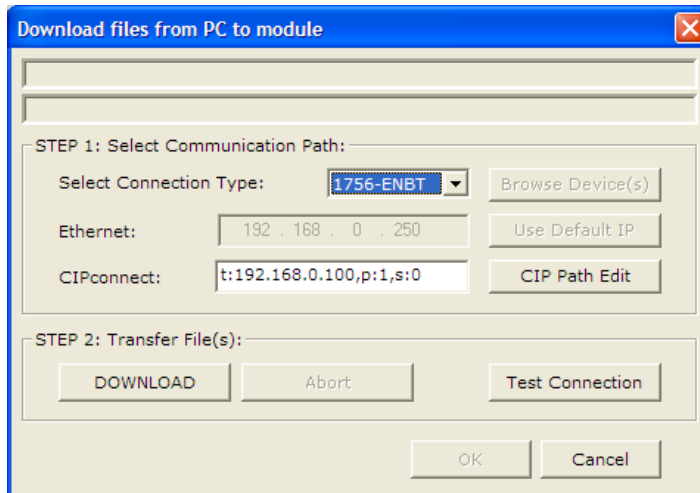 Download files from PC to module
STEP 1: Select Communication Path:
Select Connection Type: 1756-ENBT Browse Device(s)
Ethernet: 192 . 168 . 0 . 250 Use Default IP
CIPconnect: t:192.168.0.100,p:1,s:0 CIP Path Edit
STEP 2: Transfer File(s):
DOWNLOAD Abort Test Connection
OK Cancel